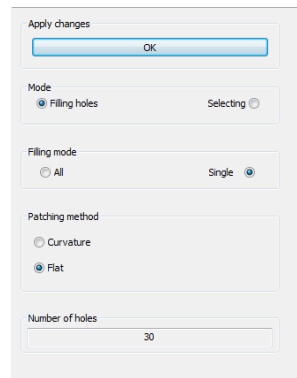 Apply changes
OK
Mode
Filling holes Selecting
Filling mode
All Single
Patching method
Curvature
Flat
Number of holes
30